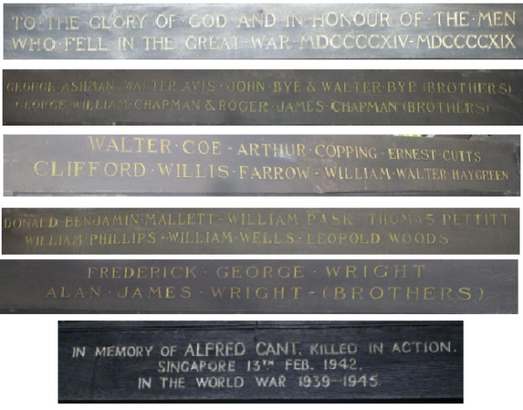 TO·THE·GLORY·OF·GOD·AND·IN·HONOUR·OF·THE·MEN
WHO·FELL·IN·THE·GREAT·WAR·MDCCCCXIV–MDCCCCXIX
GEORGE·ASHMAN·WALTER·AVIS·JOHN·BYE & WALTER·BYE (BROTHERS)
GEORGE·WILLIAM·CHAPMAN & ROGER·JAMES·CHAPMAN (BROTHERS)
WALTER·COE·ARTHUR·COPPING·ERNEST·CUTTS
CLIFFORD·WILLIS·FARROW·WILLIAM·WALTER·HAYGREEN
DONALD·BENJAMIN·MALLETT·WILLIAM·PASK·THOMAS·PETTITT
WILLIAM·PHILLIPS·WILLIAM·WELLS·LEOPOLD·WOODS
FREDERICK·GEORGE·WRIGHT
ALAN·JAMES·WRIGHT–(BROTHERS)
IN MEMORY OF ALFRED CANT, KILLED IN ACTION.
SINGAPORE 13TH FEB. 1942.
IN THE WORLD WAR 1939–1945.